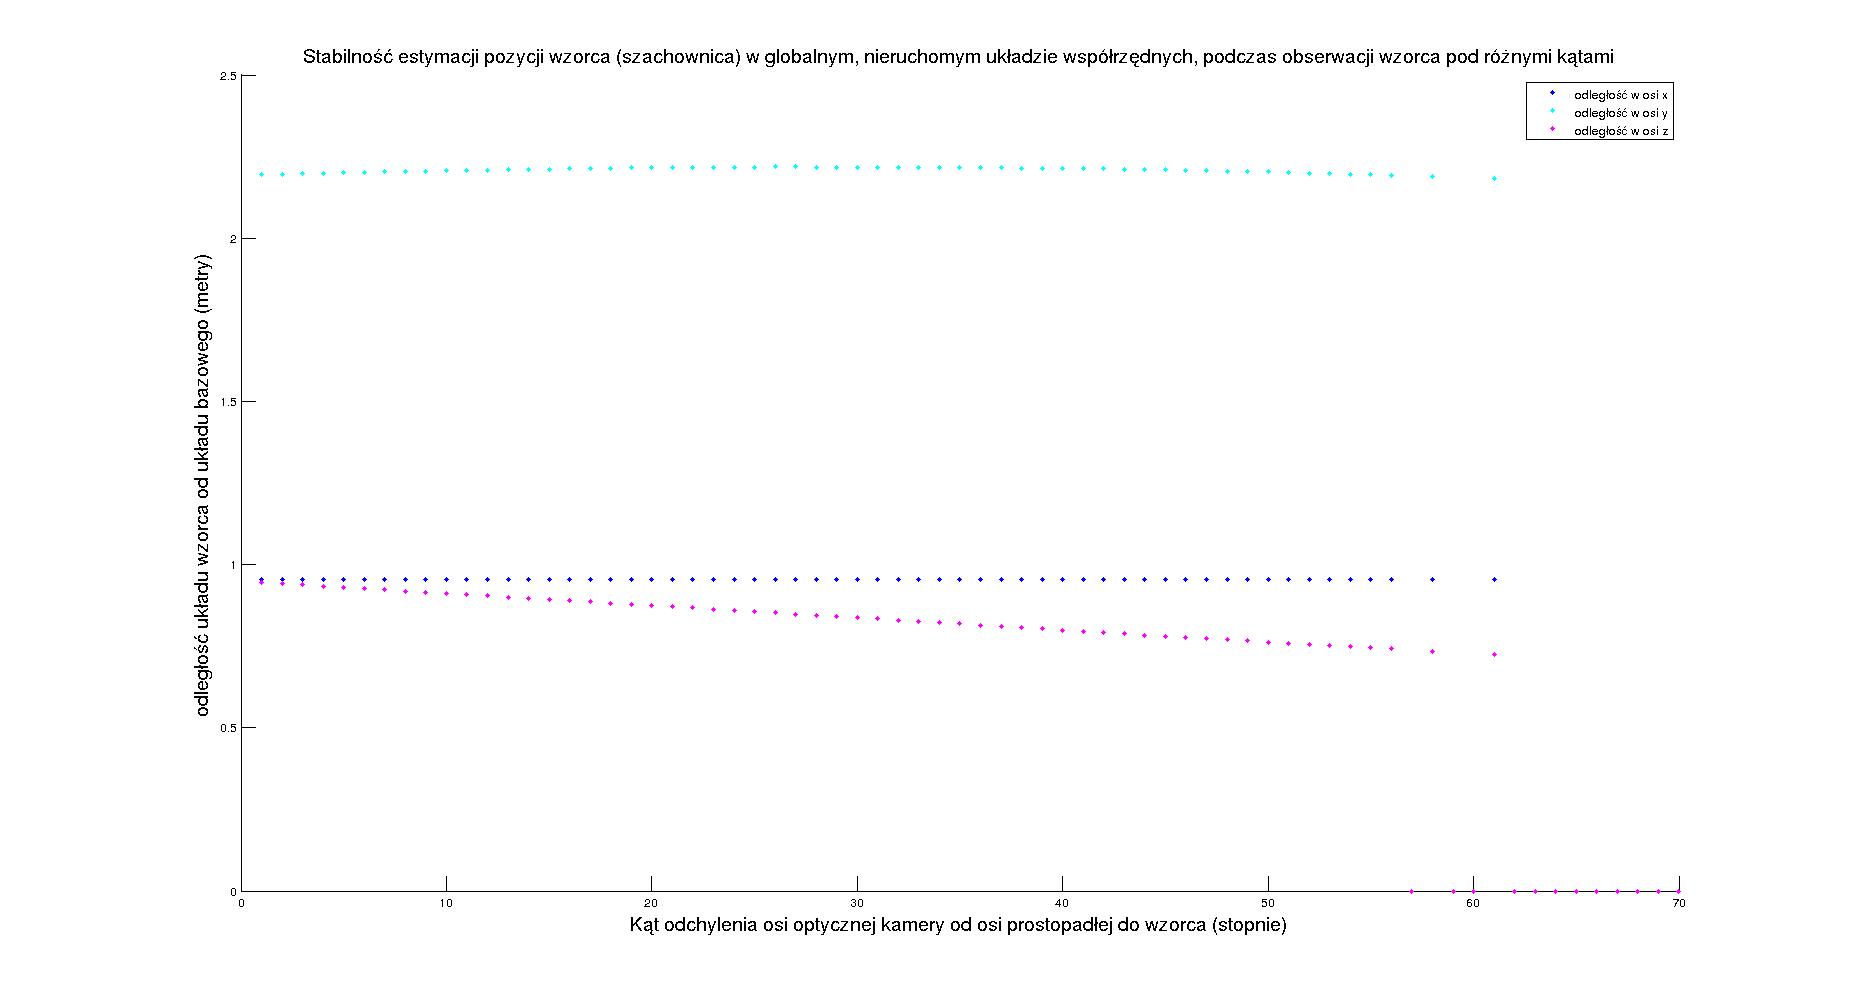 Stabilność estymacji pozycji wzorca (szachownica) w globalnym, nieruchomym układzie współrzędnych, podczas obserwacji wzorca pod różnymi kątami
odległość w osi x
odległość w osi y
odległość w osi z
2.5
2
1.5
1
0.5
0
odległość układu wzorca od układu bazowego (metry)
0 10 20 30 40 50 60 70
Kąt odchylenia osi optycznej kamery od osi prostopadłej do wzorca (stopnie)